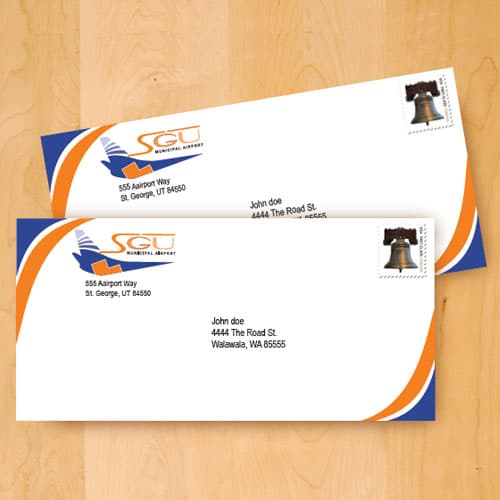 SGU
MUNICIPAL AIRPORT
555 Aairport Way
St. George, UT 84550
John doe
4444 The Road St.
SGU
MUNICIPAL AIRPORT
555 Aairport Way
St. George, UT 84550
John doe
4444 The Road St.
Walawala, WA 85555